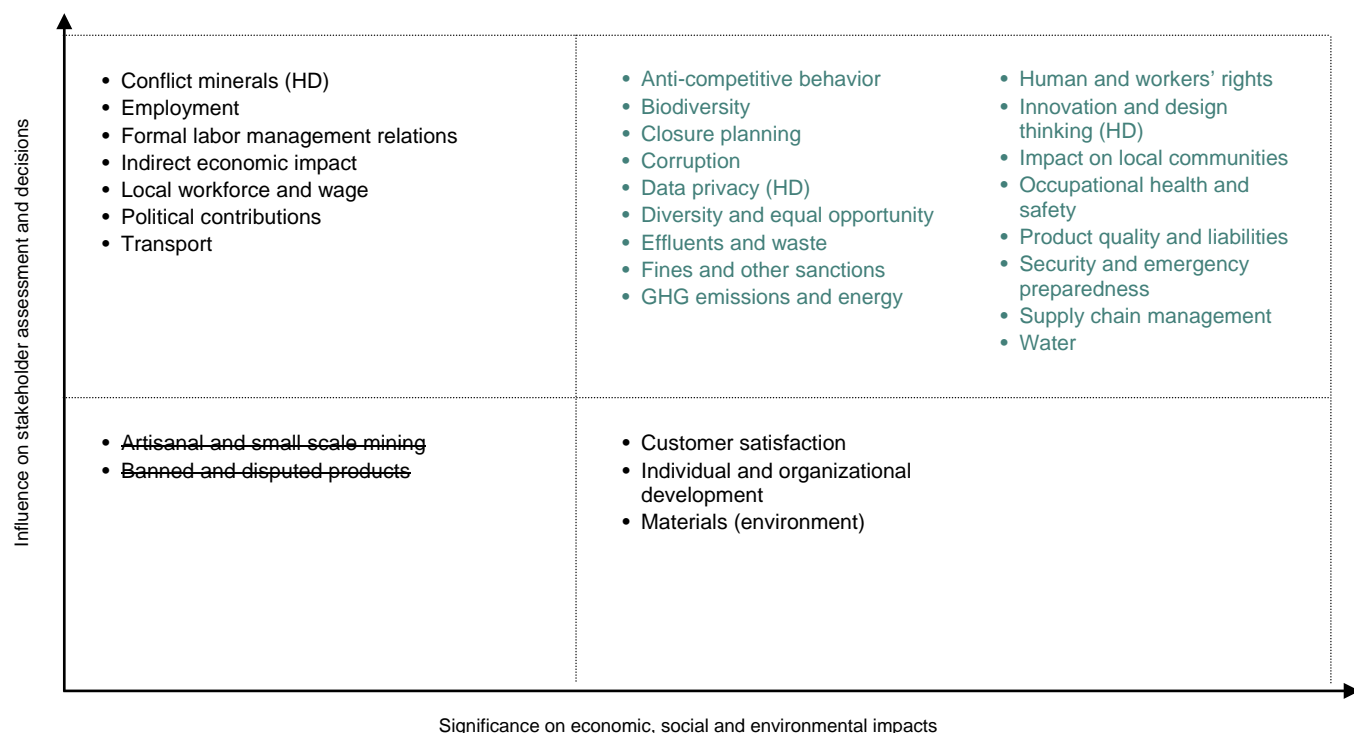 Influence on stakeholder assessment and decisions
• Conflict minerals (HD)
• Employment
• Formal labor management relations
• Indirect economic impact
• Local workforce and wage
• Political contributions
• Transport
• Anti-competitive behavior
• Biodiversity
• Closure planning
• Corruption
• Data privacy (HD)
• Diversity and equal opportunity
• Effluents and waste
• Fines and other sanctions
• GHG emissions and energy
• Human and workers’ rights
• Innovation and design
thinking (HD)
• Impact on local communities
• Occupational health and
safety
• Product quality and liabilities
• Security and emergency
preparedness
• Supply chain management
• Water
• Artisanal and small scale mining
• Banned and disputed products
• Customer satisfaction
• Individual and organizational
development
• Materials (environment)
Significance on economic, social and environmental impacts